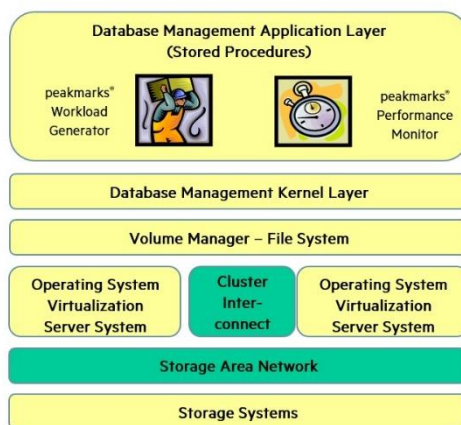 Database Management Application Layer
(Stored Procedures)
peakmarks®
Workload
Generator
peakmarks®
Performance
Monitor
Database Management Kernel Layer
Volume Manager – File System
Operating System
Virtualization
Server System
Cluster
Inter-
connect
Operating System
Virtualization
Server System
Storage Area Network
Storage Systems